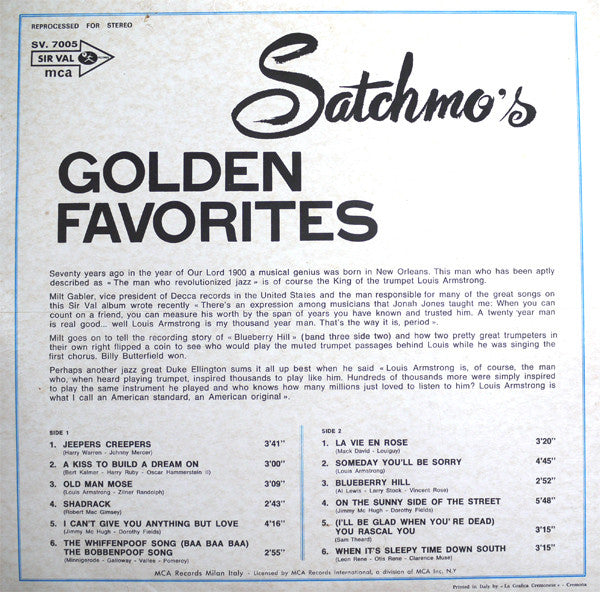 REPROCESSED FOR STEREO
SV. 7005
SIR VAL
mca
Satchmo's
GOLDEN
FAVORITES
Seventy years ago in the year of Our Lord 1900 a musical genius was born in New Orleans. This man who has been aptly
described as « The man who revolutionized jazz » is of course the King of the trumpet Louis Armstrong.
Milt Gabler, vice president of Decca records in the United States and the man responsible for many of the great songs on
this Sir Val album wrote recently « There's an expression among musicians that Jonah Jones taught me: When you can
count on a friend, you can measure his worth by the span of years you have known and trusted him. A twenty year man
is real good... well Louis Armstrong is my thousand year man. That's the way it is, period ».
Milt goes on to tell the recording story of « Blueberry Hill » (band three side two) and how two pretty great trumpeters in
their own right flipped a coin to see who would play the muted trumpet passages behind Louis while he was singing the
first chorus. Billy Butterfield won.
Perhaps another jazz great Duke Ellington sums it all up best when he said « Louis Armstrong is, of course, the man
who, when heard playing trumpet, inspired thousands to play like him. Hundreds of thousands more were simply inspired
to play the same instrument he played and who knows how many millions just loved to listen to him? Louis Armstrong is
what I call an American standard, an American original ».
SIDE 1
1. JEEPERS CREEPERS 3'41"
(Harry Warren - Johnny Mercer)
2. A KISS TO BUILD A DREAM ON 3'00"
(Bert Kalmar - Harry Ruby - Oscar Hammerstein II)
3. OLD MAN MOSE 3'09"
(Louis Armstrong - Zilner Randolph)
4. SHADRACK 2'43"
(Robert Mac Gimsey)
5. I CAN'T GIVE YOU ANYTHING BUT LOVE 4'16"
(Jimmy Mc Hugh - Dorothy Fields)
6. THE WHIFFENPOOF SONG (BAA BAA BAA)
THE BOBBENPOOF SONG 2'55"
(Minnigerode - Galloway - Valles - Pomeroy)
SIDE 2
1. LA VIE EN ROSE 3'20"
(Mack David - Louiguy)
2. SOMEDAY YOU'LL BE SORRY 4'45"
(Louis Armstrong)
3. BLUEBERRY HILL 2'52"
(Al Lewis - Larry Stock - Vincent Rose)
4. ON THE SUNNY SIDE OF THE STREET 5'48"
(Jimmy Mc Hugh - Dorothy Fields)
5. (I'LL BE GLAD WHEN YOU'RE DEAD)
YOU RASCAL YOU 3'15"
(Sam Theard)
6. WHEN IT'S SLEEPY TIME DOWN SOUTH 3'15"
(Leon Rene - Otis Rene - Clarence Muse)
MCA Records Milan Italy - Licensed by MCA Records International, a division of MCA Inc. N.Y
Printed in Italy by « La Grafica Cremonese » - Cremona